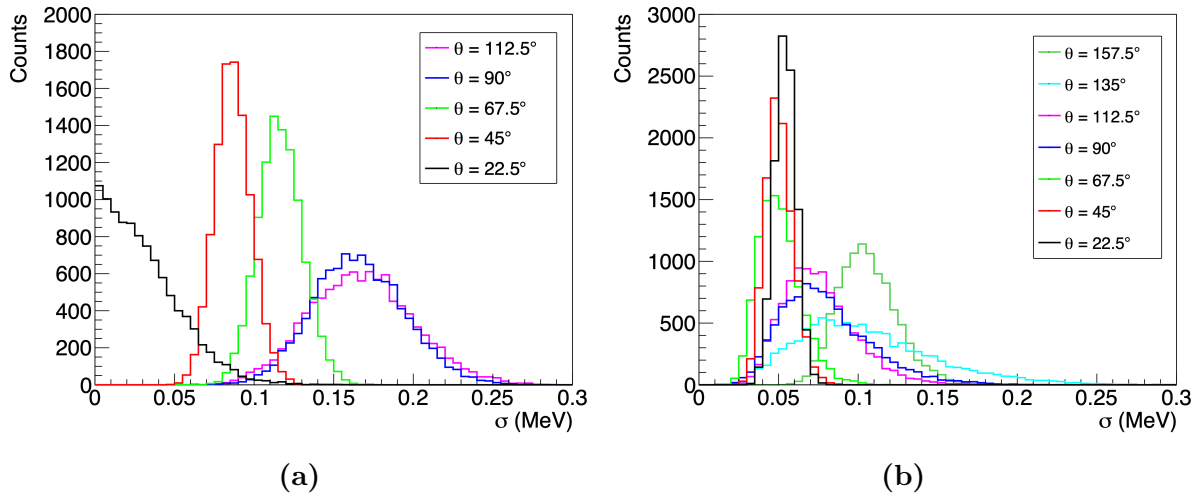 Counts
2000
1800
1600
1400
1200
1000
800
600
400
200
0
0 0.05 0.1 0.15 0.2 0.25 0.3
σ (MeV)
θ = 112.5°
θ = 90°
θ = 67.5°
θ = 45°
θ = 22.5°
(a)
Counts
3000
2500
2000
1500
1000
500
0
0 0.05 0.1 0.15 0.2 0.25 0.3
σ (MeV)
θ = 157.5°
θ = 135°
θ = 112.5°
θ = 90°
θ = 67.5°
θ = 45°
θ = 22.5°
(b)